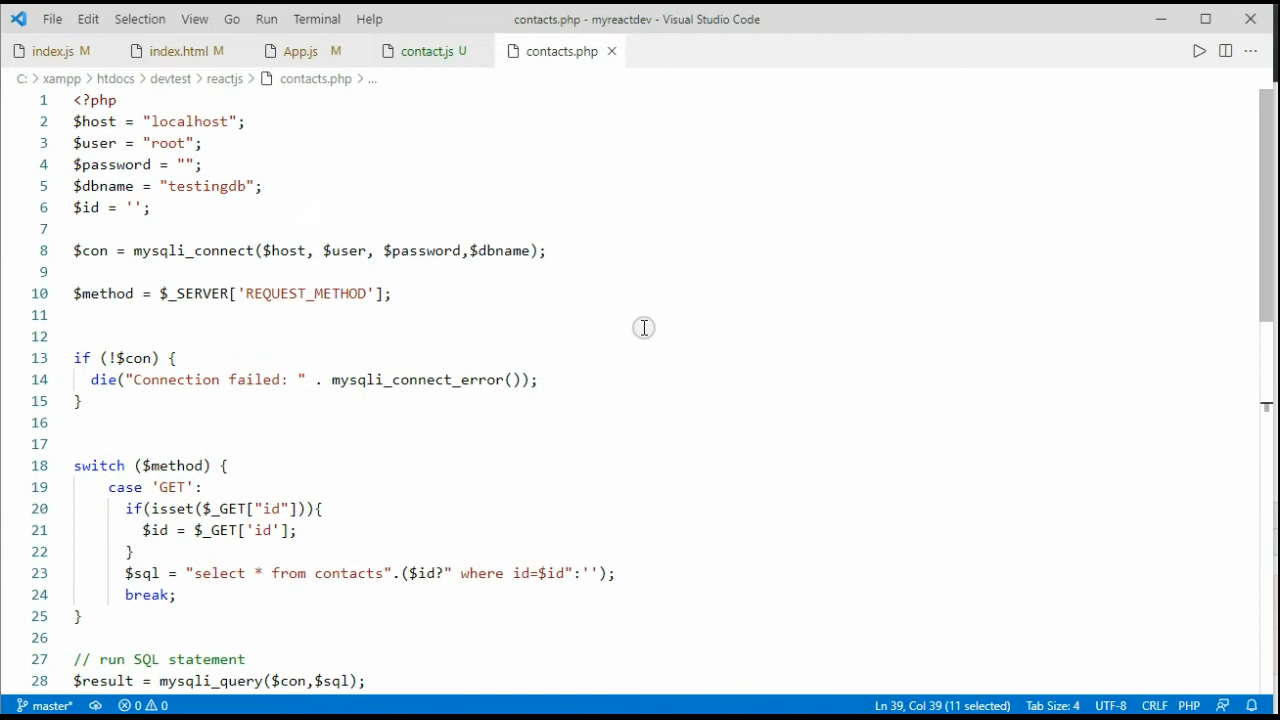 File Edit Selection View Go Run Terminal Help contacts.php - myreactdev - Visual Studio Code
index.js M index.html M App.js M contact.js U contacts.php
C: > xampp > htdocs > devtest > reactjs > contacts.php > ...
1 <?php
2 $host = "localhost";
3 $user = "root";
4 $password = "";
5 $dbname = "testingdb";
6 $id = '';
7
8 $con = mysqli_connect($host, $user, $password,$dbname);
9
10 $method = $_SERVER['REQUEST_METHOD'];
11
12
13 if (!$con) {
14 die("Connection failed: " . mysqli_connect_error());
15 }
16
17
18 switch ($method) {
19 case 'GET':
20 if(isset($_GET["id"])){
21 $id = $_GET['id'];
22 }
23 $sql = "select * from contacts".($id?" where id=$id":'');
24 break;
25 }
26
27 // run SQL statement
28 $result = mysqli_query($con,$sql);
master* 0 0 Ln 39, Col 39 (11 selected) Tab Size: 4 UTF-8 CRLF PHP